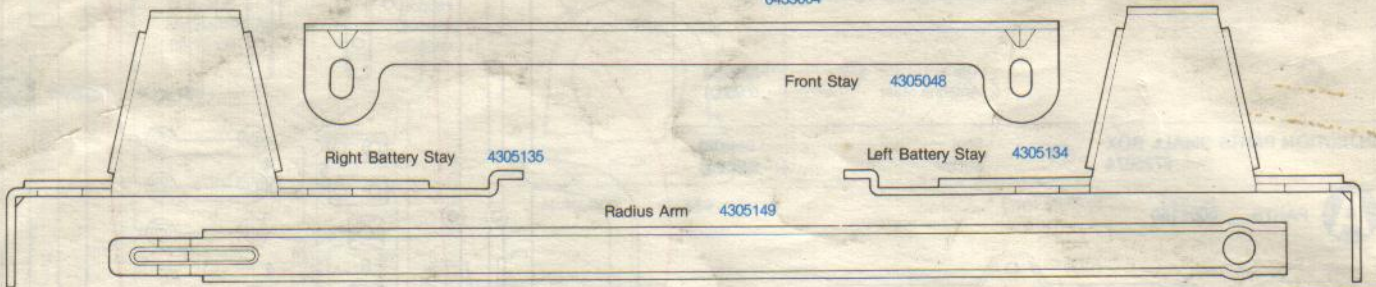 Front Stay 4305048
Right Battery Stay 4305135
Left Battery Stay 4305134
Radius Arm 4305149